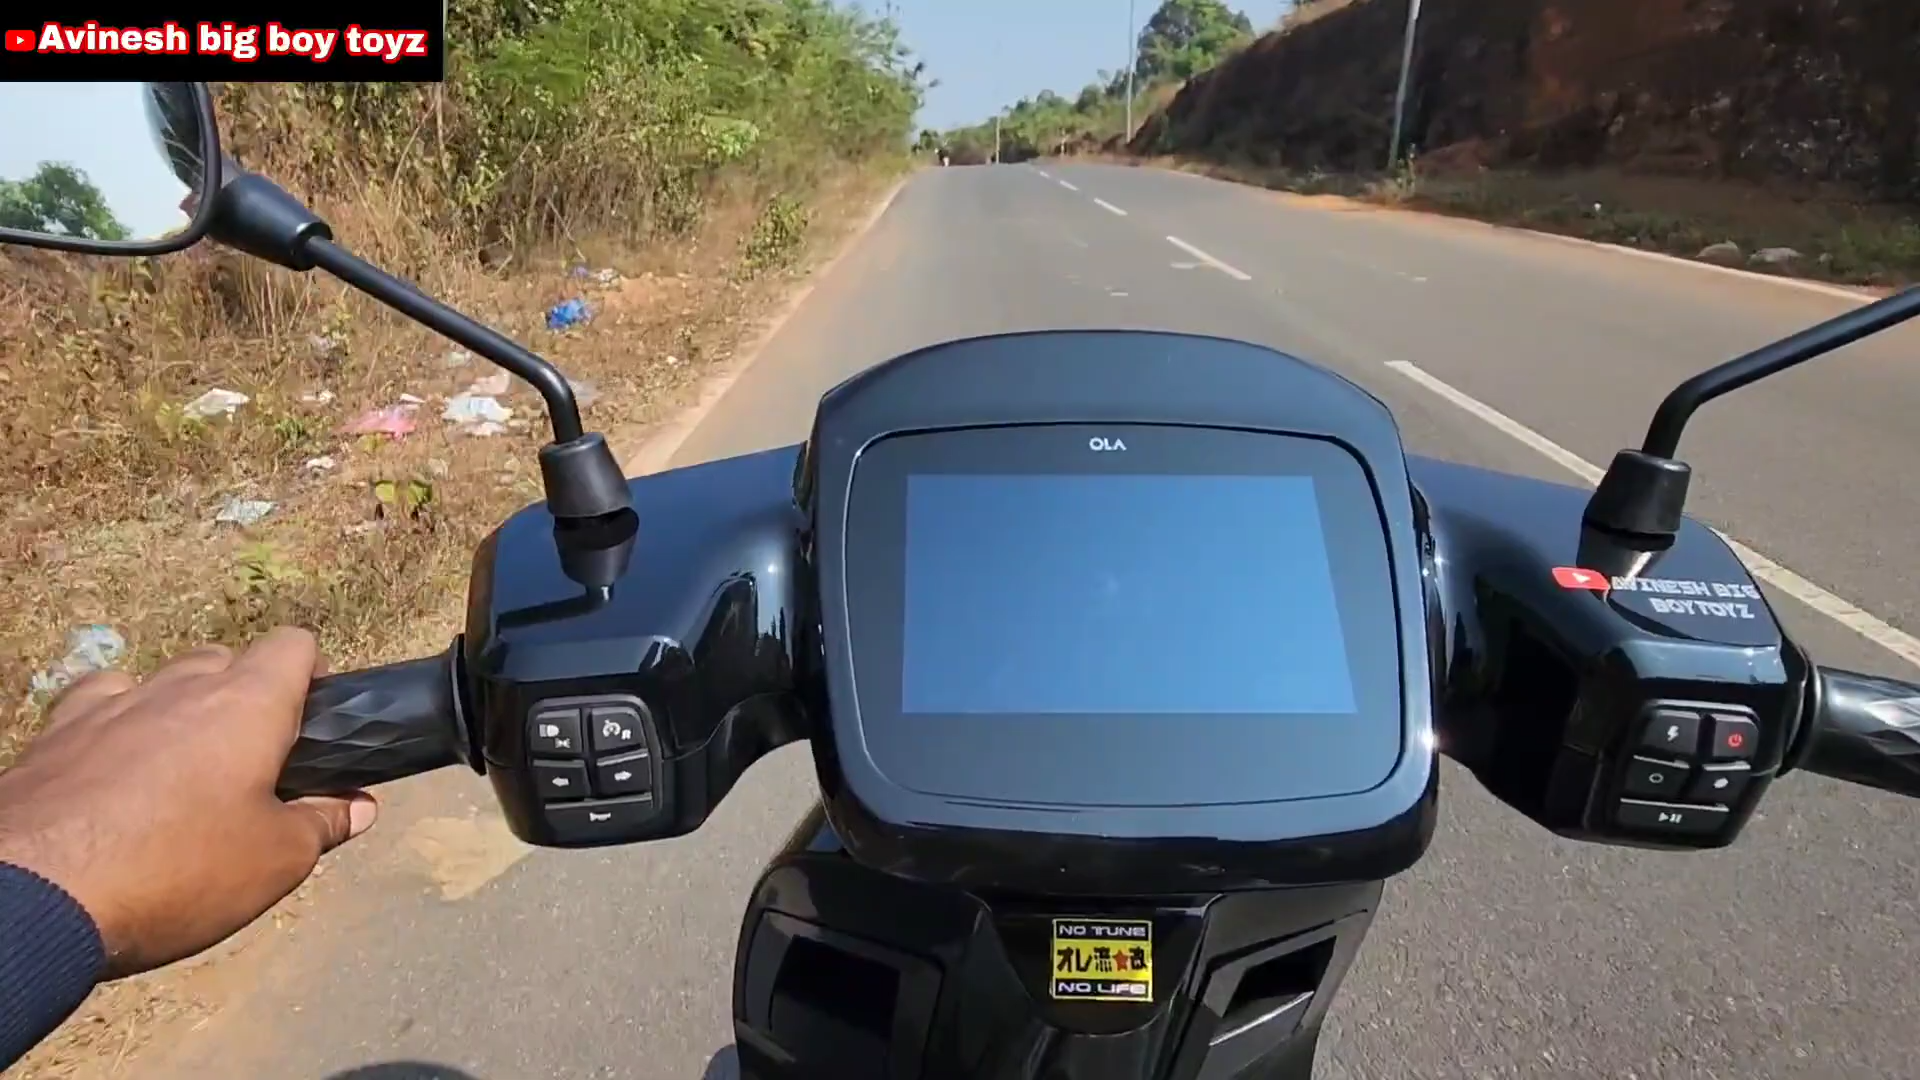 Avinesh big boy toyz
OLA
AVINESH BIG
BOYTOYZ
R
NO TUNE
オレ流★改
NO LIFE